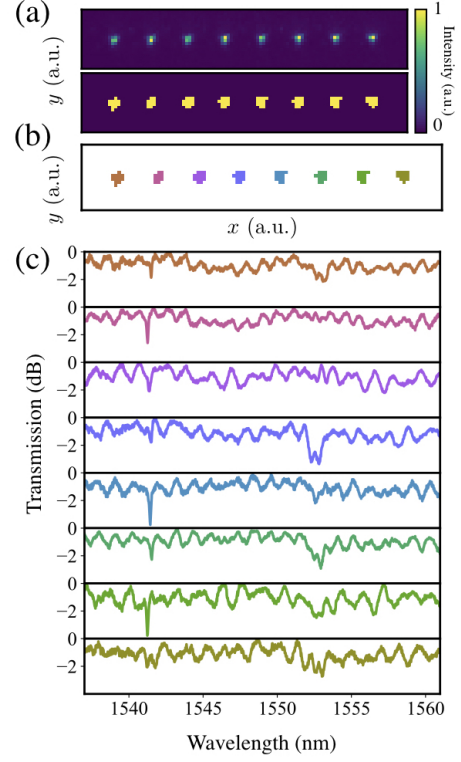 (a)
y (a.u.)
1
0
Intensity (a.u.)
(b)
y (a.u.)
x (a.u.)
(c)
Transmission (dB)
0
−2
0
−2
0
−2
0
−2
0
−2
0
−2
0
−2
0
−2
1540
1545
1550
1555
1560
Wavelength (nm)